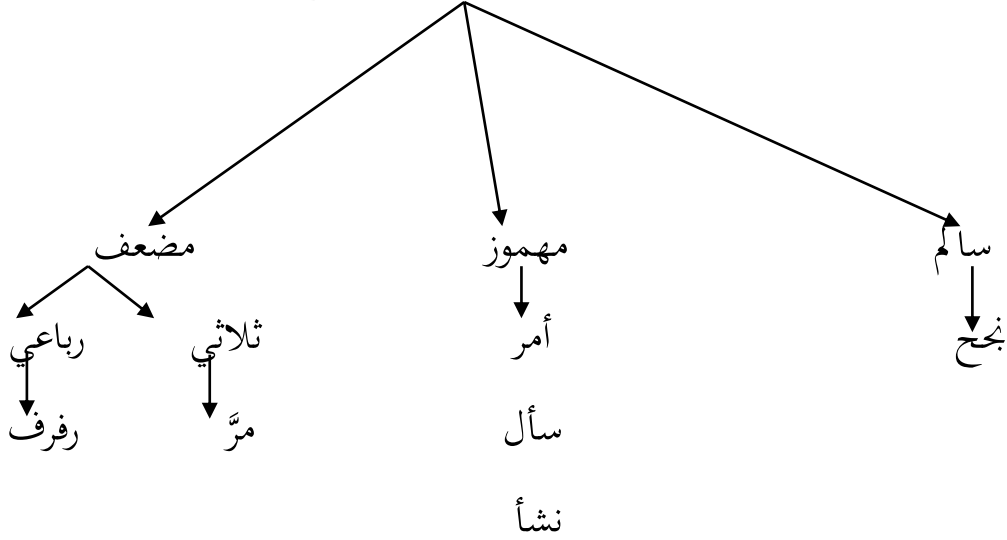 سالم مهموز مضعف
نجح أمر ثلاثي رباعي
سأل مرَّ رفرف
نشأ